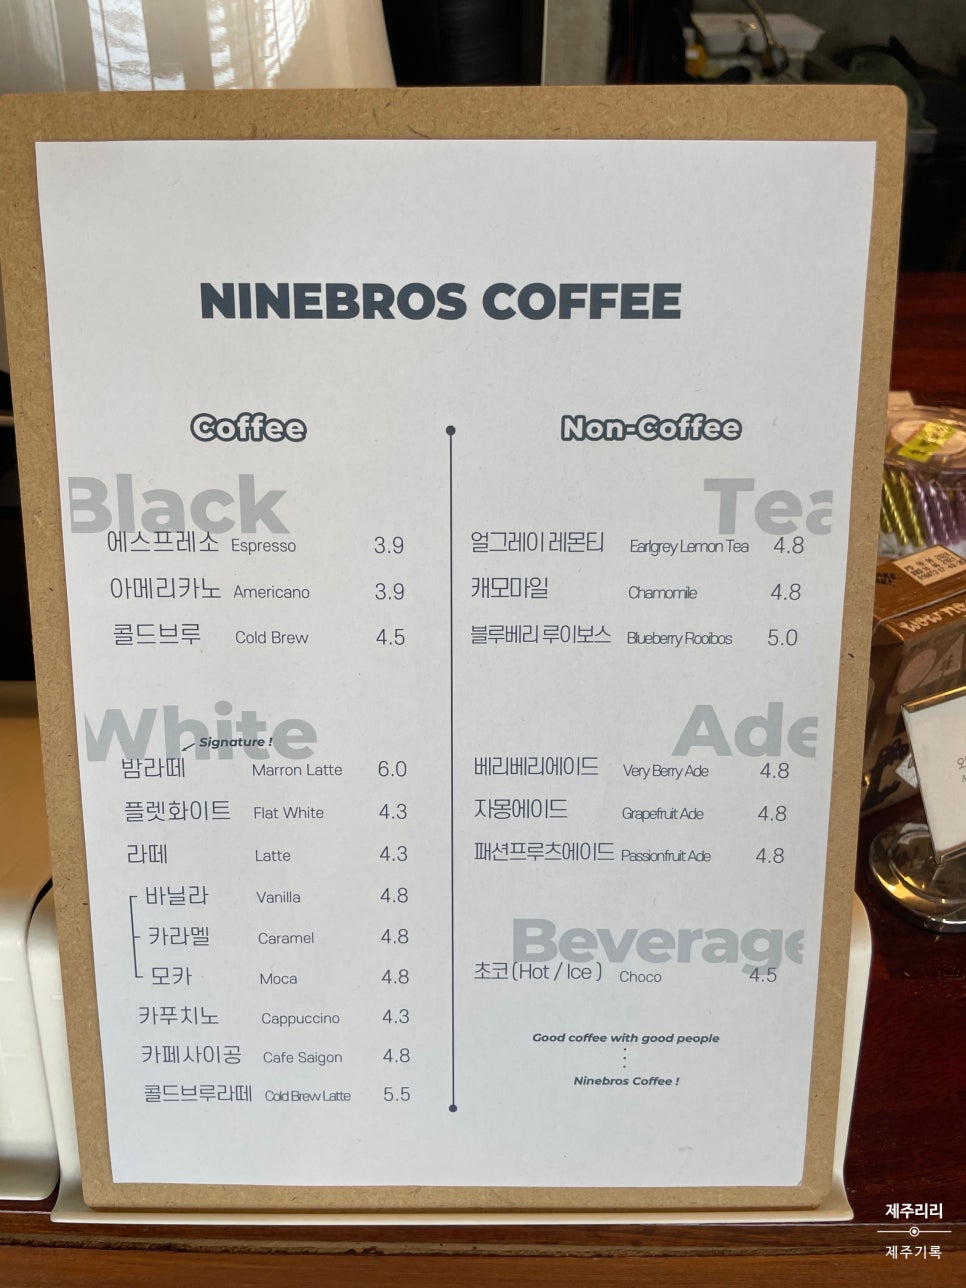 NINEBROS COFFEE
Coffee
Black
에스프레소 Espresso 3.9
아메리카노 Americano 3.9
콜드브루 Cold Brew 4.5
White
Signature !
밤라떼 Marron Latte 6.0
플렛화이트 Flat White 4.3
라떼 Latte 4.3
바닐라 Vanilla 4.8
카라멜 Caramel 4.8
모카 Moca 4.8
카푸치노 Cappuccino 4.3
카페사이공 Cafe Saigon 4.8
콜드브루라떼 Cold Brew Latte 5.5
Non-Coffee
Tea
얼그레이 레몬티 Earlgrey Lemon Tea 4.8
캐모마일 Chamomile 4.8
블루베리 루이보스 Blueberry Rooibos 5.0
Ade
베리베리에이드 Very Berry Ade 4.8
자몽에이드 Grapefruit Ade 4.8
패션프루츠에이드 Passionfruit Ade 4.8
Beverage
초코 (Hot / Ice ) Choco 4.5
Good coffee with good people
Ninebros Coffee !
제주리리
제주기록